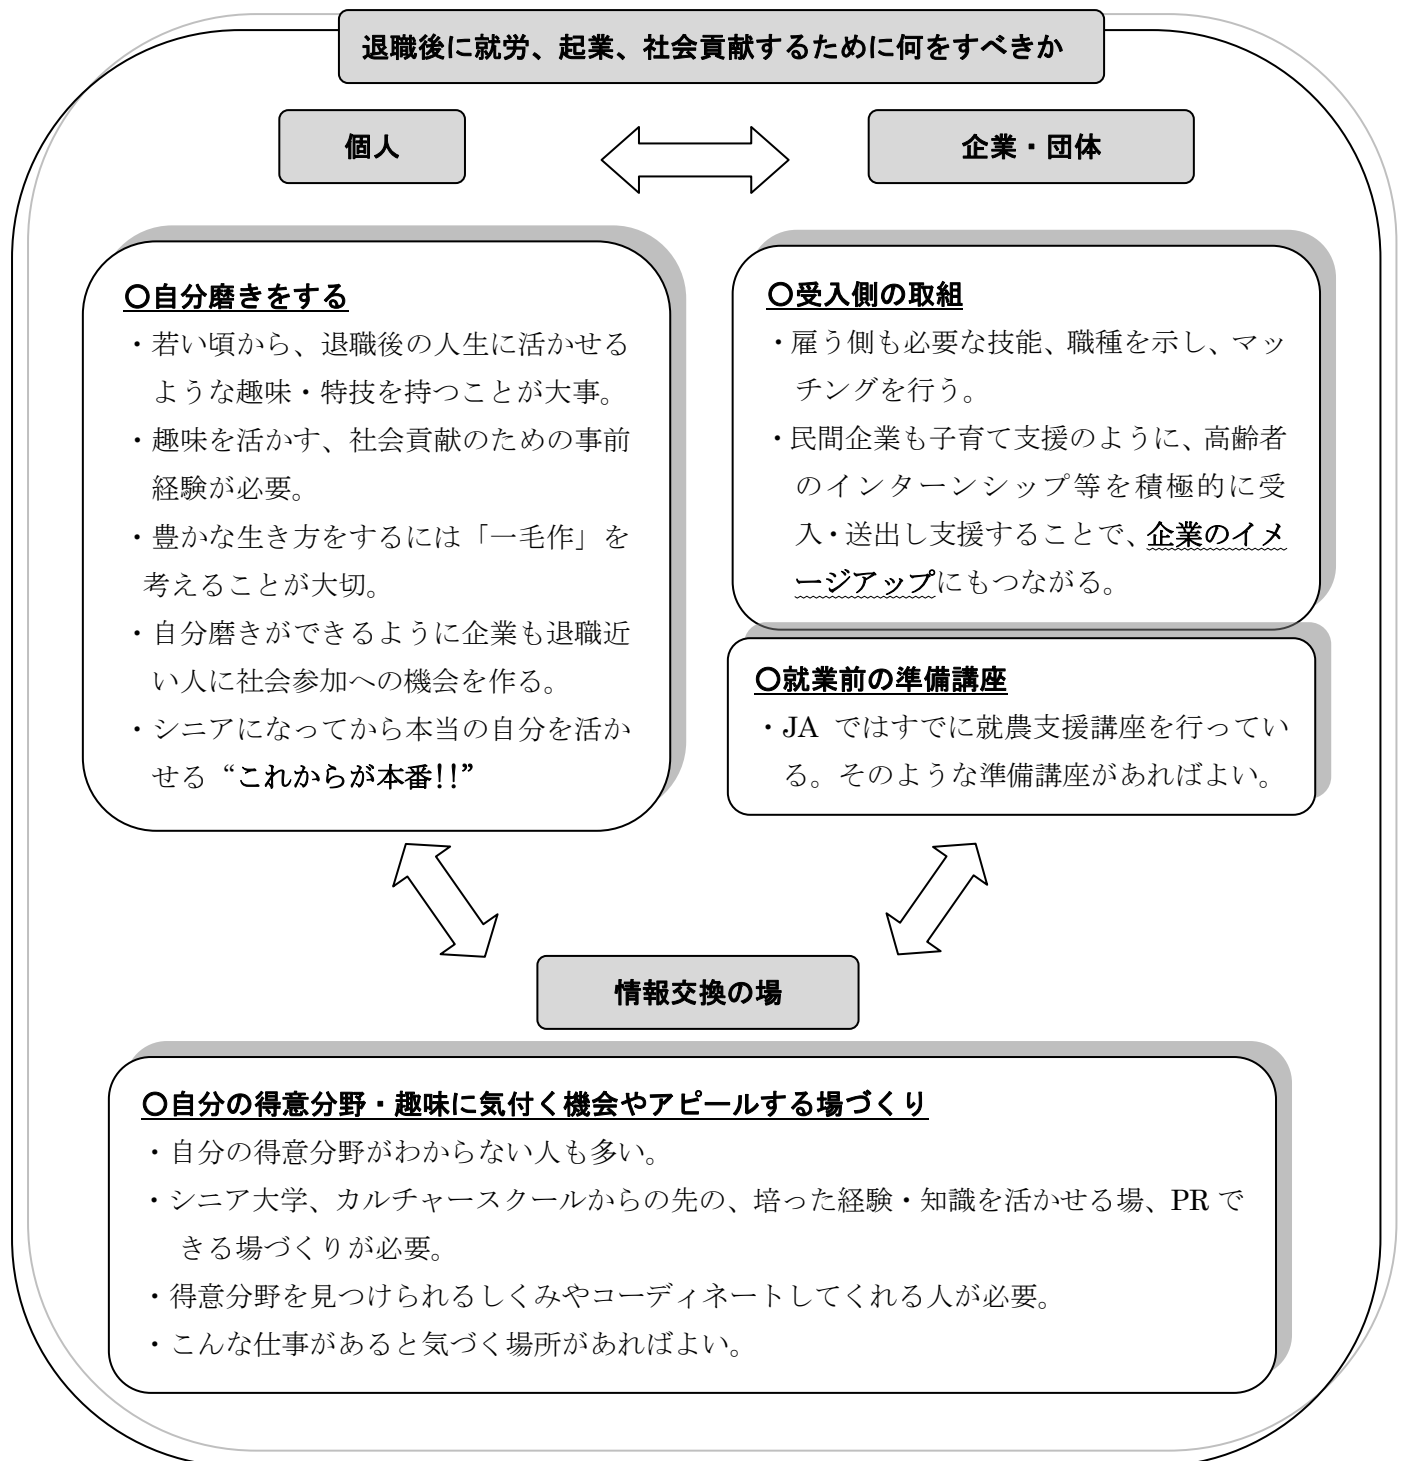 退職後に就労、起業、社会貢献するために何をすべきか
個人
企業・団体
〇自分磨きをする
・若い頃から、退職後の人生に活かせる
ような趣味・特技を持つことが大事。
・趣味を活かす、社会貢献のための事前
経験が必要。
・豊かな生き方をするには「一毛作」を
考えることが大切。
・自分磨きができるように企業も退職近
い人に社会参加への機会を作る。
・シニアになってから本当の自分を活か
せる“これからが本番!!”
〇受入側の取組
・雇う側も必要な技能、職種を示し、マッ
チングを行う。
・民間企業も子育て支援のように、高齢者
のインターンシップ等を積極的に受
入・送出し支援することで、企業のイメ
ージアップにもつながる。
〇就業前の準備講座
・JA ではすでに就農支援講座を行ってい
る。そのような準備講座があればよい。
情報交換の場
〇自分の得意分野・趣味に気付く機会やアピールする場づくり
・自分の得意分野がわからない人も多い。
・シニア大学、カルチャースクールからの先の、培った経験・知識を活かせる場、PR で
きる場づくりが必要。
・得意分野を見つけられるしくみやコーディネートしてくれる人が必要。
・こんな仕事があると気づく場所があればよい。